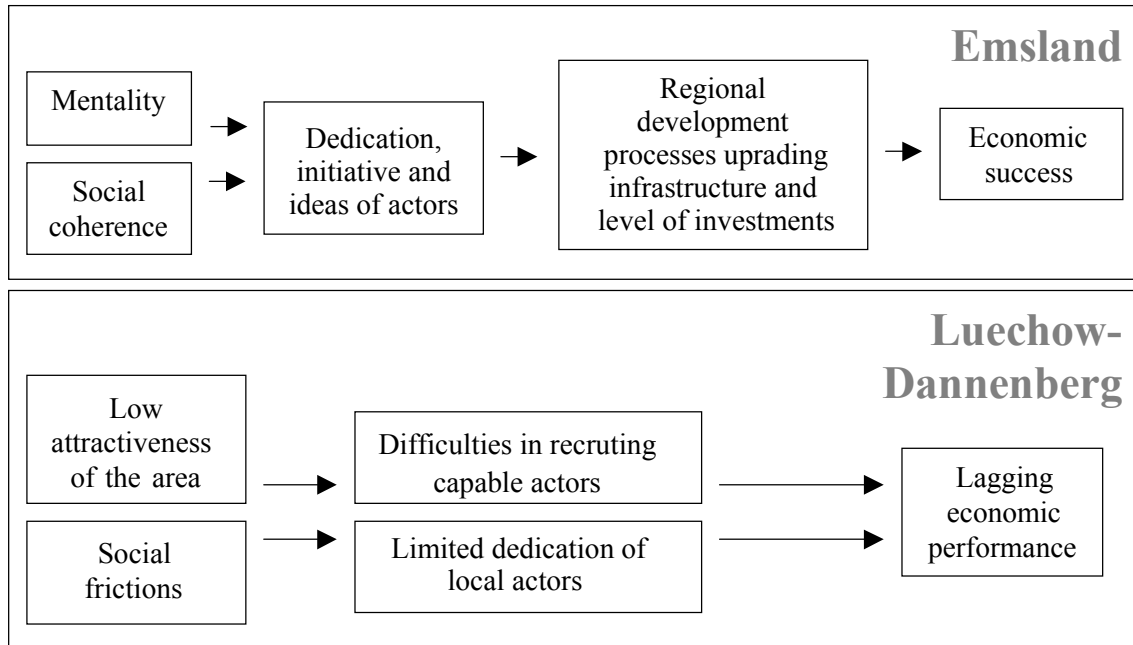 Emsland
Mentality
Social
coherence
Dedication,
initiative and
ideas of actors
Regional
development
processes uprading
infrastructure and
level of investments
Economic
success
Luechow-
Dannenberg
Low
attractiveness
of the area
Social
frictions
Difficulties in recruting
capable actors
Limited dedication of
local actors
Lagging
economic
performance